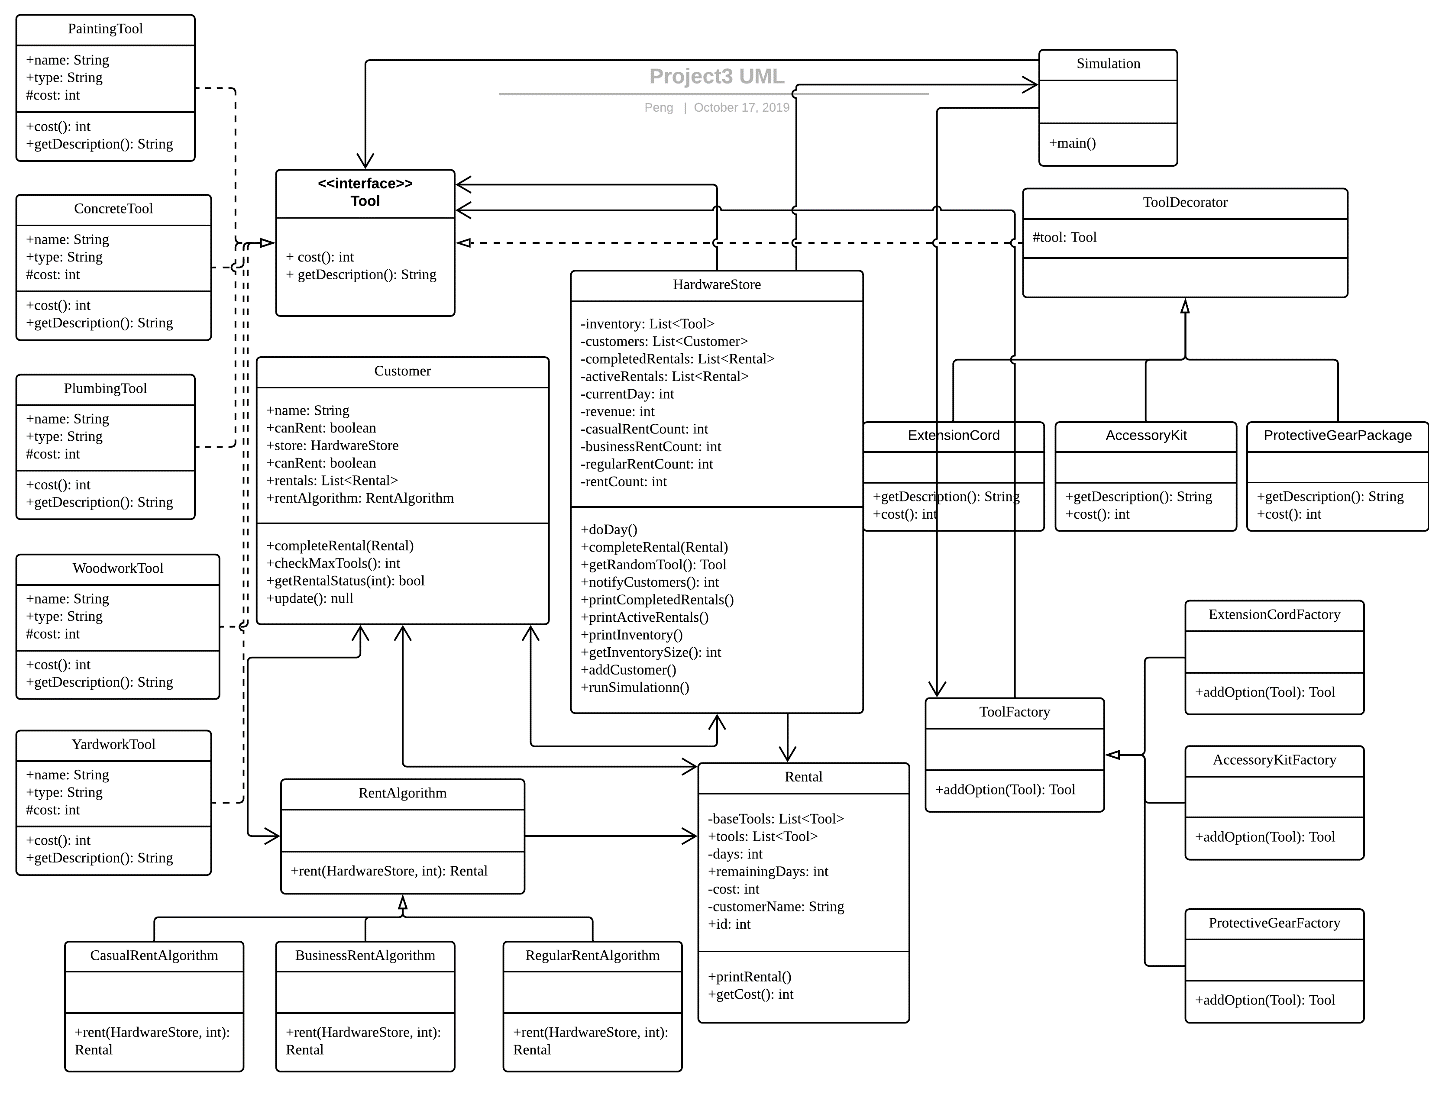 Project3 UML
Peng | October 17, 2019
PaintingTool
+name: String
+type: String
#cost: int
+cost(): int
+getDescription(): String
ConcreteTool
+name: String
+type: String
#cost: int
+cost(): int
+getDescription(): String
PlumbingTool
+name: String
+type: String
#cost: int
+cost(): int
+getDescription(): String
WoodworkTool
+name: String
+type: String
#cost: int
+cost(): int
+getDescription(): String
YardworkTool
+name: String
+type: String
#cost: int
+cost(): int
+getDescription(): String
<<interface>>
Tool
+ cost(): int
+ getDescription(): String
Customer
+name: String
+canRent: boolean
+store: HardwareStore
+canRent: boolean
+rentals: List<Rental>
+rentAlgorithm: RentAlgorithm
+completeRental(Rental)
+checkMaxTools(): int
+getRentalStatus(int): bool
+update(): null
HardwareStore
-inventory: List<Tool>
-customers: List<Customer>
-completedRentals: List<Rental>
-activeRentals: List<Rental>
-currentDay: int
-revenue: int
-casualRentCount: int
-businessRentCount: int
-regularRentCount: int
-rentCount: int
+doDay()
+completeRental(Rental)
+getRandomTool(): Tool
+notifyCustomers(): int
+printCompletedRentals()
+printActiveRentals()
+printInventory()
+getInventorySize(): int
+addCustomer()
+runSimulationn()
Simulation
+main()
ToolDecorator
#tool: Tool
ExtensionCord
+getDescription(): String
+cost(): int
AccessoryKit
+getDescription(): String
+cost(): int
ProtectiveGearPackage
+getDescription(): String
+cost(): int
ToolFactory
+addOption(Tool): Tool
ExtensionCordFactory
+addOption(Tool): Tool
AccessoryKitFactory
+addOption(Tool): Tool
ProtectiveGearFactory
+addOption(Tool): Tool
Rental
-baseTools: List<Tool>
+tools: List<Tool>
-days: int
+remainingDays: int
-cost: int
-customerName: String
+id: int
+printRental()
+getCost(): int
RentAlgorithm
+rent(HardwareStore, int): Rental
CasualRentAlgorithm
+rent(HardwareStore, int):
Rental
BusinessRentAlgorithm
+rent(HardwareStore, int):
Rental
RegularRentAlgorithm
+rent(HardwareStore, int):
Rental